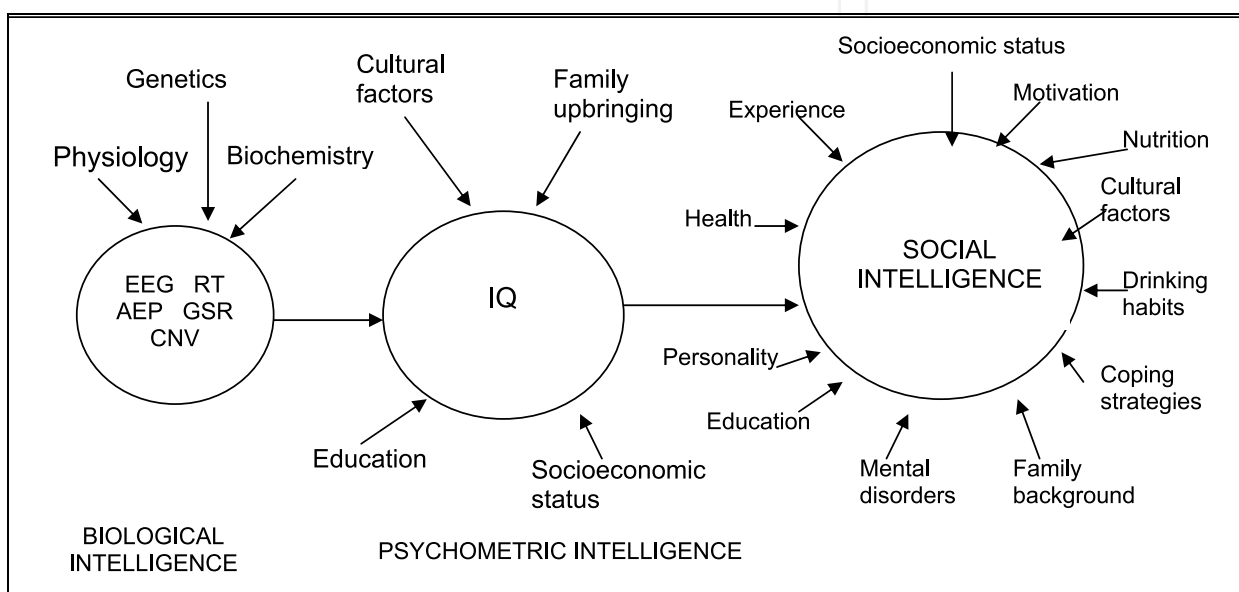 Genetics
Physiology
Biochemistry
EEG RT
AEP GSR
CNV
BIOLOGICAL
INTELLIGENCE
Cultural
factors
Family
upbringing
IQ
Education
Socioeconomic
status
PSYCHOMETRIC INTELLIGENCE
Socioeconomic status
Experience
Motivation
Nutrition
Health
Cultural
factors
SOCIAL
INTELLIGENCE
Drinking
habits
Personality
Coping
strategies
Education
Mental
disorders
Family
background